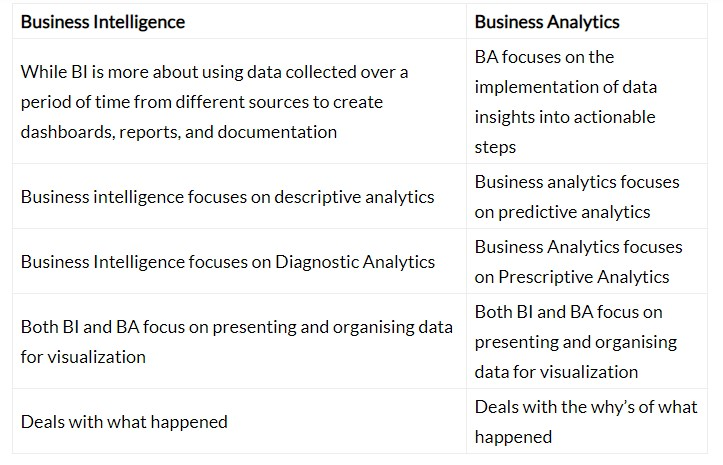 Business Intelligence
Business Analytics
While BI is more about using data collected over a
period of time from different sources to create
dashboards, reports, and documentation
BA focuses on the
implementation of data
insights into actionable
steps
Business intelligence focuses on descriptive analytics
Business analytics focuses
on predictive analytics
Business Intelligence focuses on Diagnostic Analytics
Business Analytics focuses
on Prescriptive Analytics
Both BI and BA focus on presenting and organising data
for visualization
Both BI and BA focus on
presenting and organising
data for visualization
Deals with what happened
Deals with the why’s of what
happened